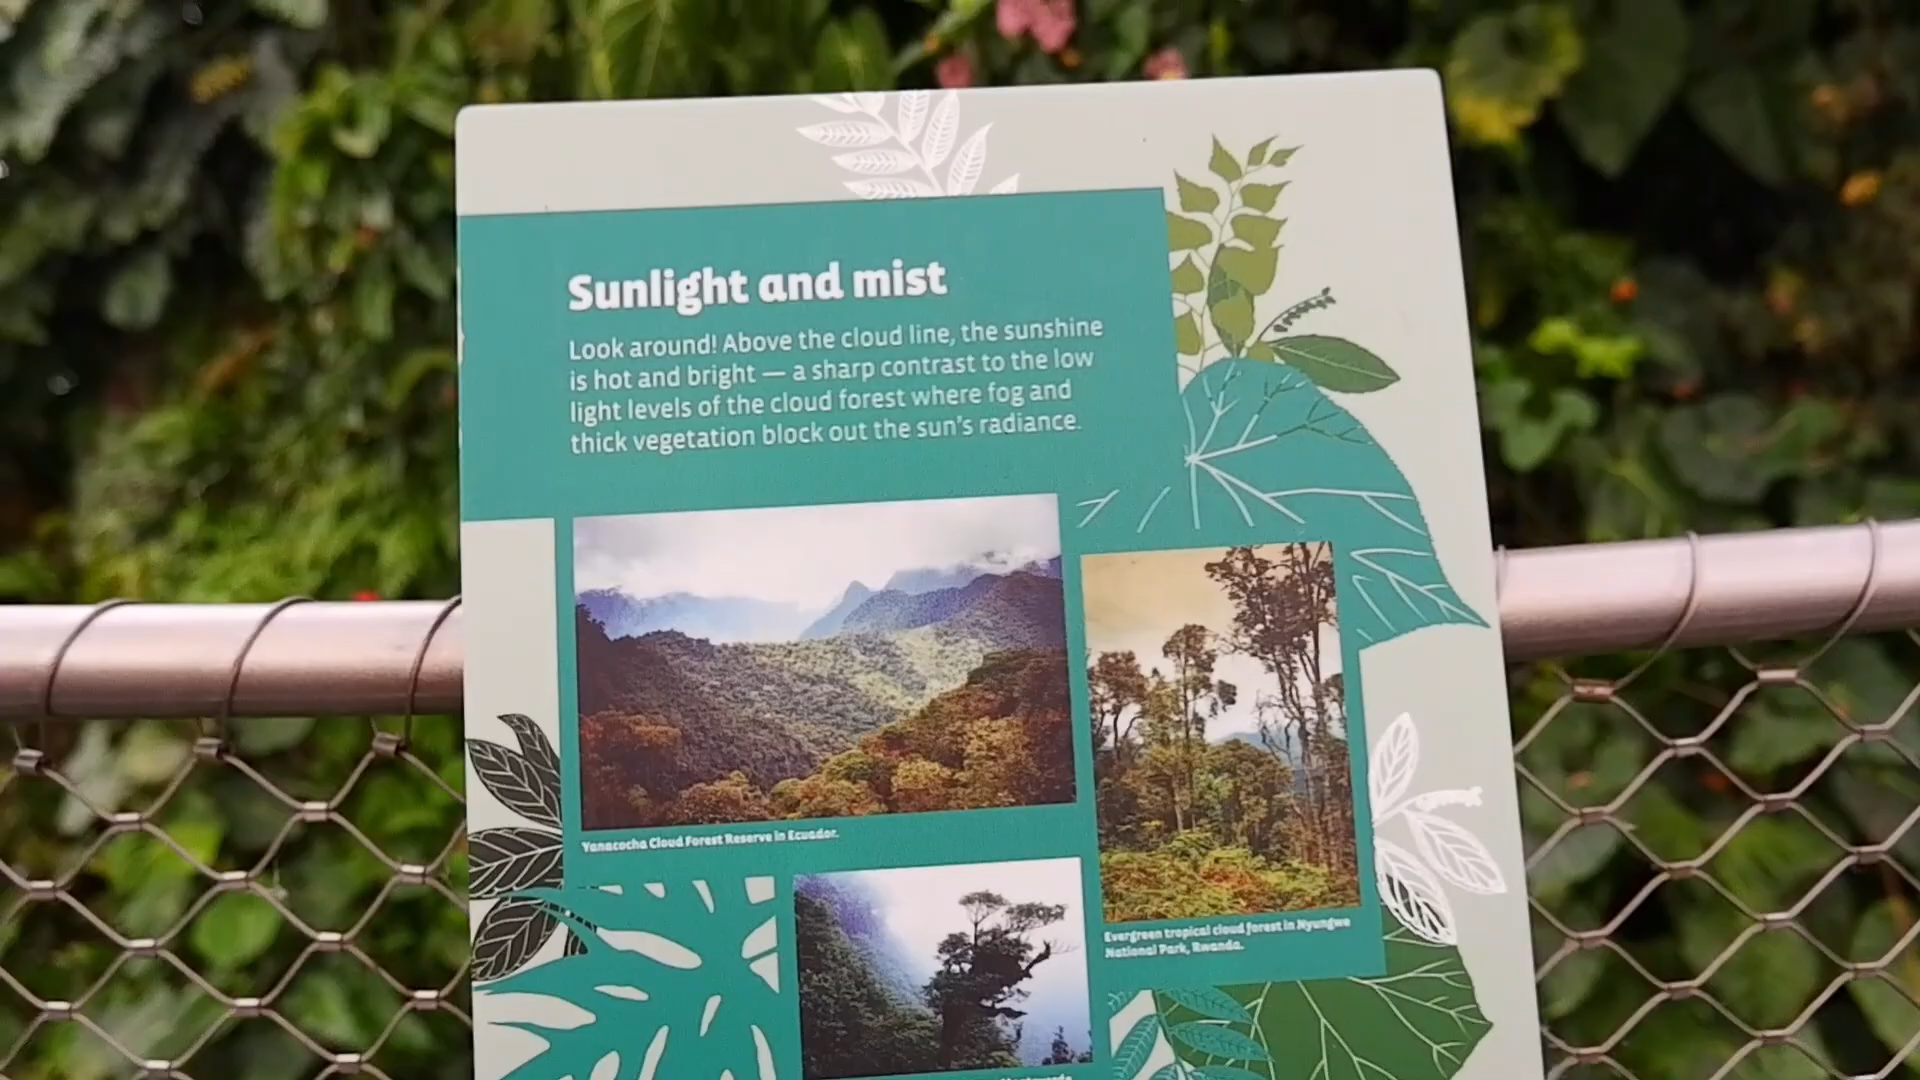 Sunlight and mist
Look around! Above the cloud line, the sunshine
is hot and bright — a sharp contrast to the low
light levels of the cloud forest where fog and
thick vegetation block out the sun's radiance.
Yanacocha Cloud Forest Reserve in Ecuador.
Evergreen tropical cloud forest in Nyungwe
National Park, Rwanda.